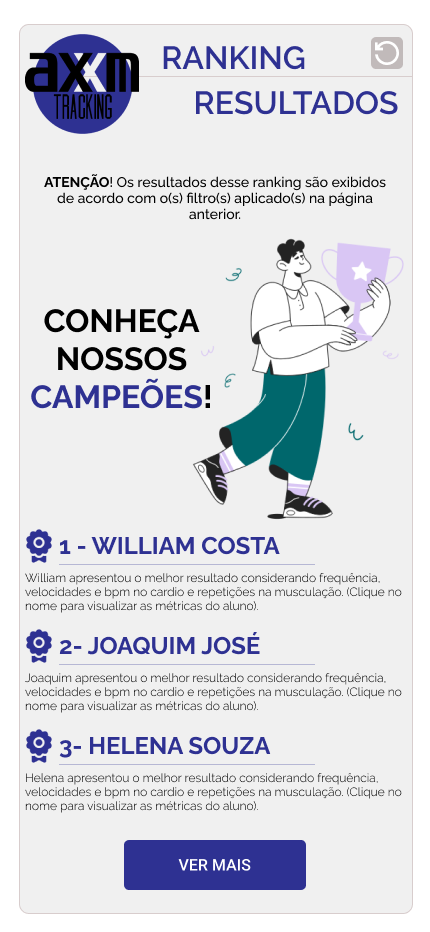 axxm
TRACKING
RANKING
RESULTADOS
ATENÇÃO! Os resultados desse ranking são exibidos
de acordo com o(s) filtro(s) aplicado(s) na página
anterior.
CONHEÇA
NOSSOS
CAMPEÕES!
1 - WILLIAM COSTA
William apresentou o melhor resultado considerando frequência,
velocidades e bpm no cardio e repetições na musculação. (Clique no
nome para visualizar as métricas do aluno).
2- JOAQUIM JOSÉ
Joaquim apresentou o melhor resultado considerando frequência,
velocidades e bpm no cardio e repetições na musculação. (Clique no
nome para visualizar as métricas do aluno).
3- HELENA SOUZA
Helena apresentou o melhor resultado considerando frequência,
velocidades e bpm no cardio e repetições na musculação. (Clique no
nome para visualizar as métricas do aluno).
VER MAIS